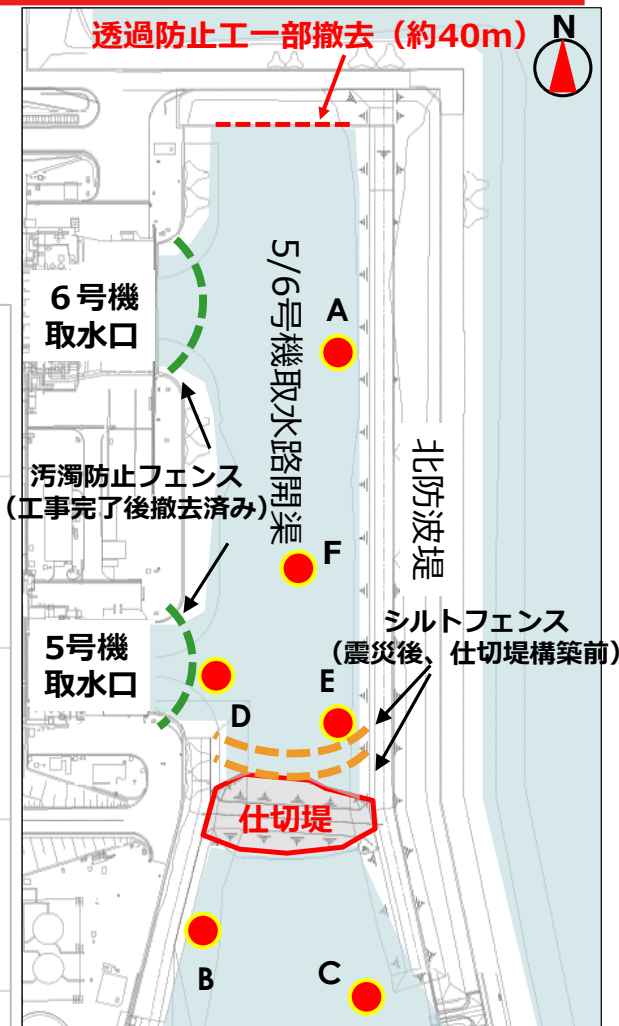 透過防止工一部撤去（約40m）
N
６号機
取水口
A
5/6号機取水路開渠
北防波堤
汚濁防止フェンス
（工事完了後撤去済み）
F
シルトフェンス
（震災後、仕切堤構築前）
5号機
取水口
D
E
仕切堤
B
C